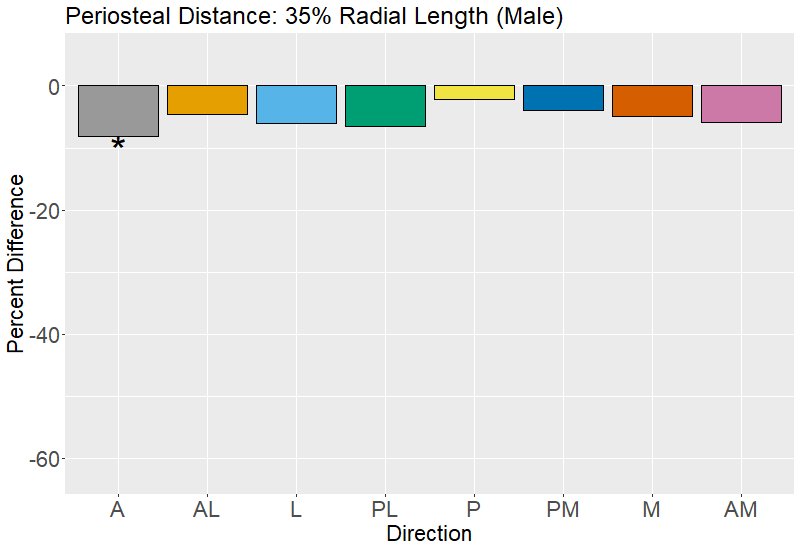 Periosteal Distance: 35% Radial Length (Male)
Percent Difference
0
-20
-40
-60
*
A AL L PL P PM M AM
Direction